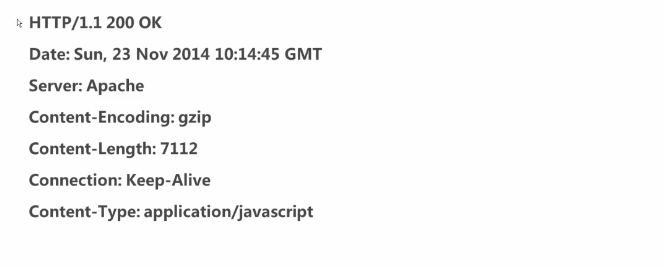 HTTP/1.1 200 OK
Date: Sun, 23 Nov 2014 10:14:45 GMT
Server: Apache
Content-Encoding: gzip
Content-Length: 7112
Connection: Keep-Alive
Content-Type: application/javascript